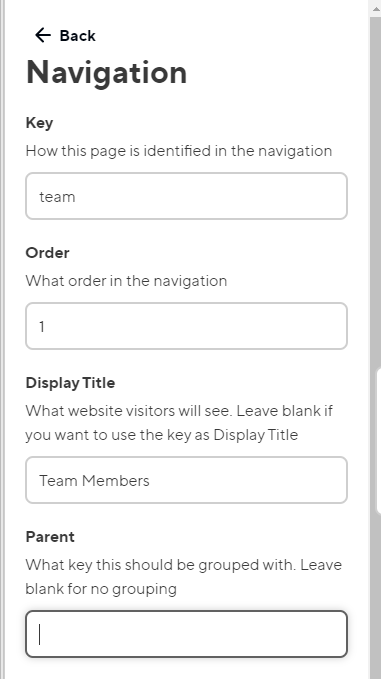 Back
Navigation
Key
How this page is identified in the navigation
team
Order
What order in the navigation
1
Display Title
What website visitors will see. Leave blank if
you want to use the key as Display Title
Team Members
Parent
What key this should be grouped with. Leave
blank for no grouping